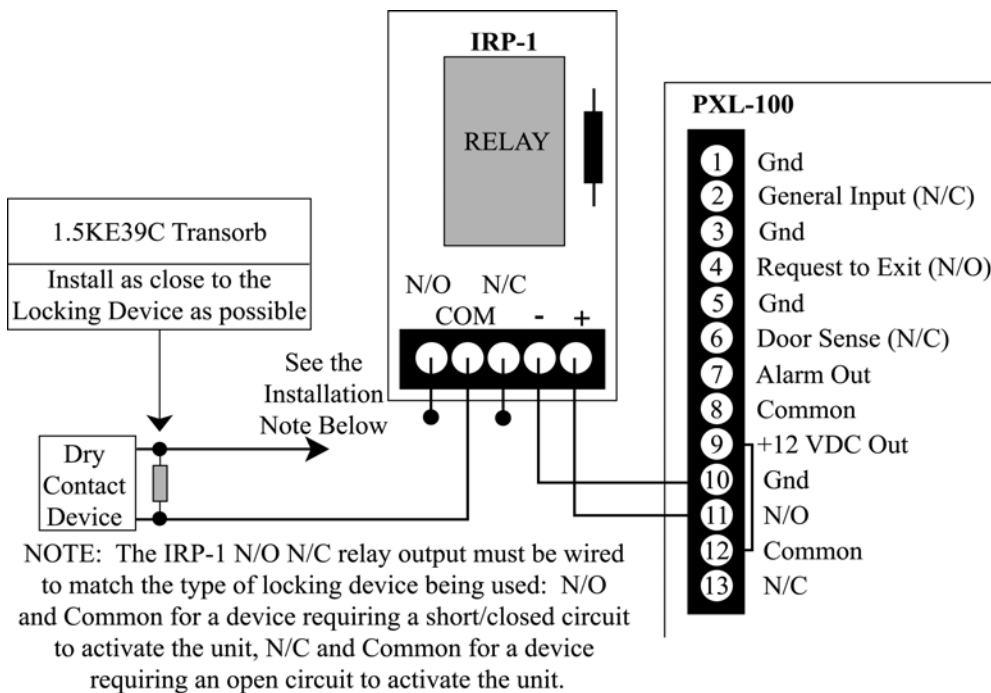 IRP-1
RELAY
N/O N/C
COM - +
PXL-100
1 Gnd
2 General Input (N/C)
3 Gnd
4 Request to Exit (N/O)
5 Gnd
6 Door Sense (N/C)
7 Alarm Out
8 Common
9 +12 VDC Out
10 Gnd
11 N/O
12 Common
13 N/C
1.5KE39C Transorb
Install as close to the
Locking Device as possible
See the
Installation
Note Below
Dry
Contact
Device
NOTE: The IRP-1 N/O N/C relay output must be wired
to match the type of locking device being used: N/O
and Common for a device requiring a short/closed circuit
to activate the unit, N/C and Common for a device
requiring an open circuit to activate the unit.